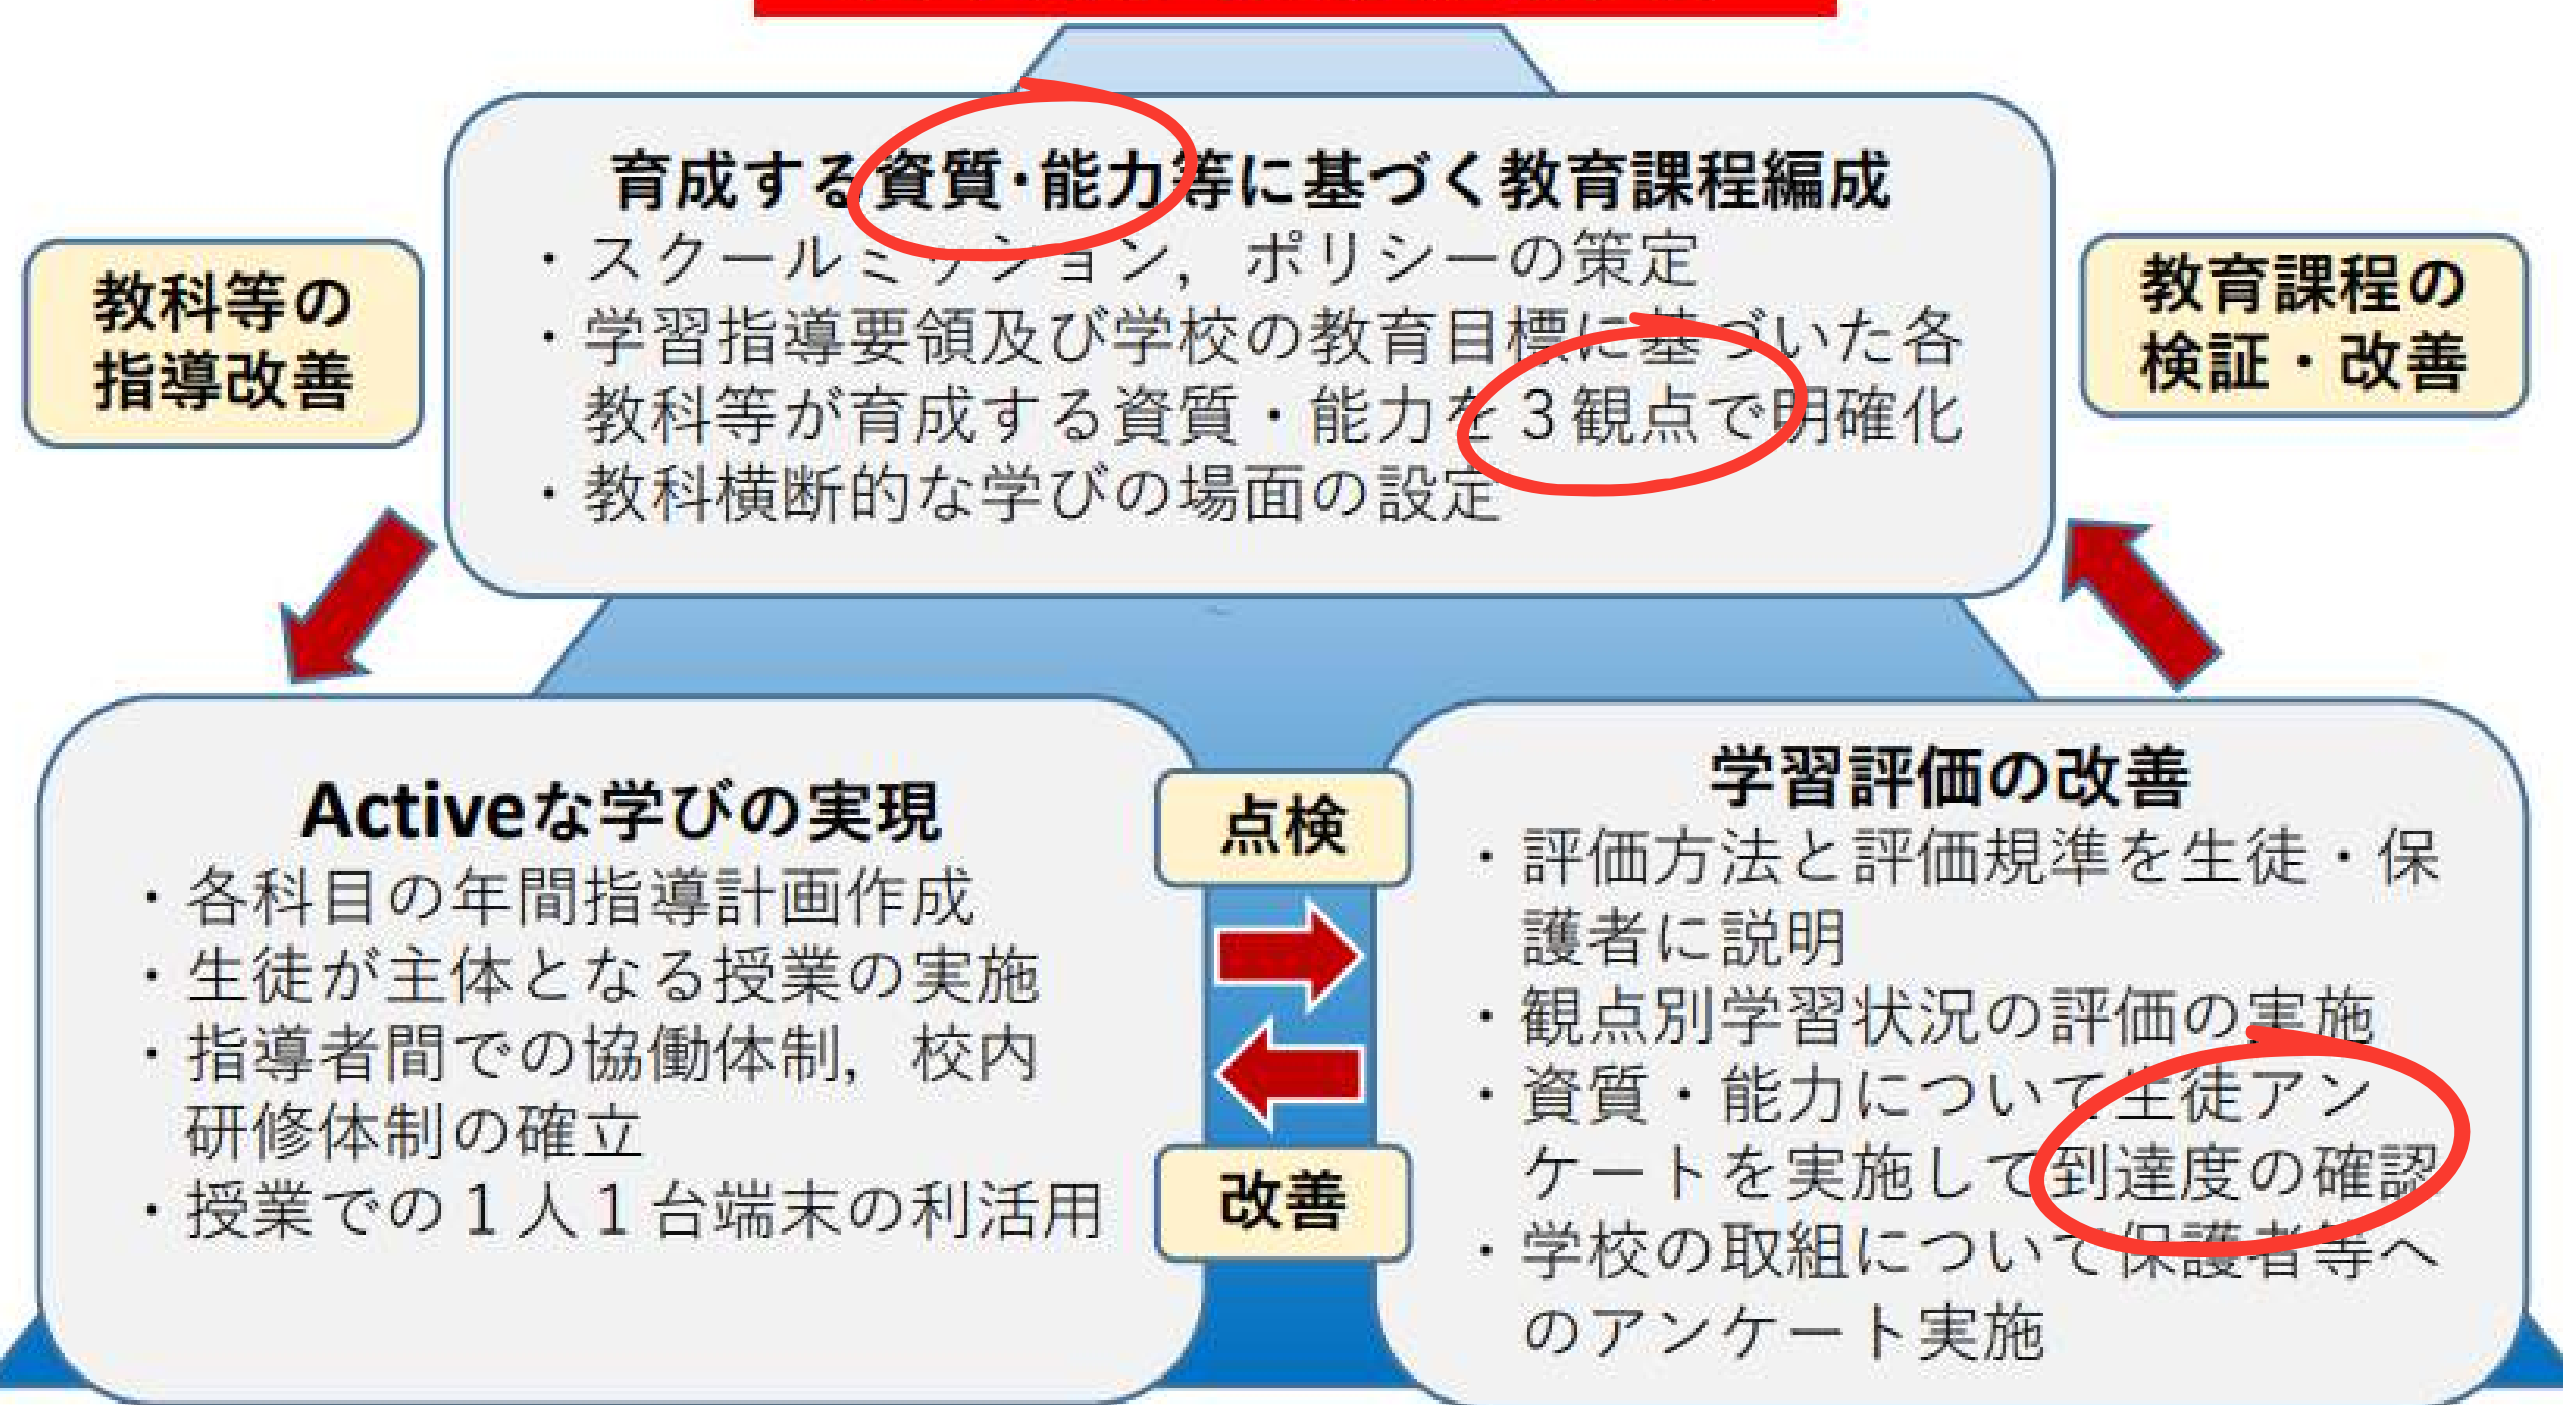 育成する資質・能力等に基づく教育課程編成
・スクールミッション，ポリシーの策定
・学習指導要領及び学校の教育目標に基づいた各
教科等が育成する資質・能力を３観点で明確化
・教科横断的な学びの場面の設定
教科等の
指導改善
教育課程の
検証・改善
Activeな学びの実現
・各科目の年間指導計画作成
・生徒が主体となる授業の実施
・指導者間での協働体制，校内
研修体制の確立
・授業での１人１台端末の利活用
点検
改善
学習評価の改善
・評価方法と評価規準を生徒・保
護者に説明
・観点別学習状況の評価の実施
・資質・能力について生徒アン
ケートを実施して到達度の確認
・学校の取組について保護者等へ
のアンケート実施